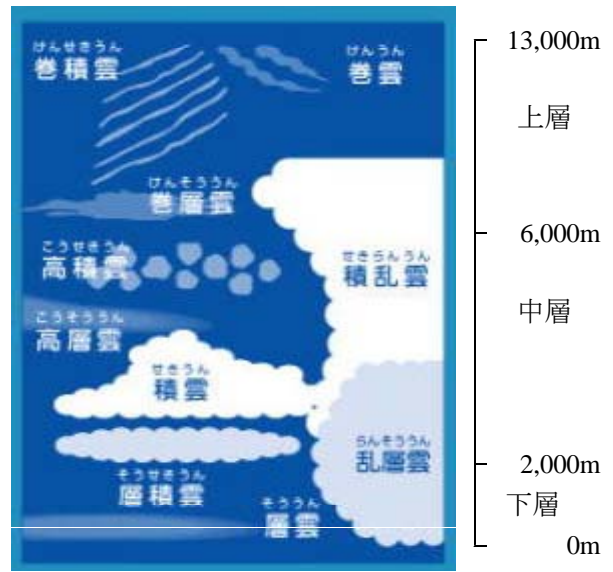 けんせきうん
巻積雲
けんうん
巻雲
けんそううん
巻層雲
こうせきうん
高積雲
せきらんうん
積乱雲
こうそううん
高層雲
せきうん
積雲
らんそううん
乱層雲
そうせきうん
層積雲
そううん
層雲
13,000m
上層
6,000m
中層
2,000m
下層
0m